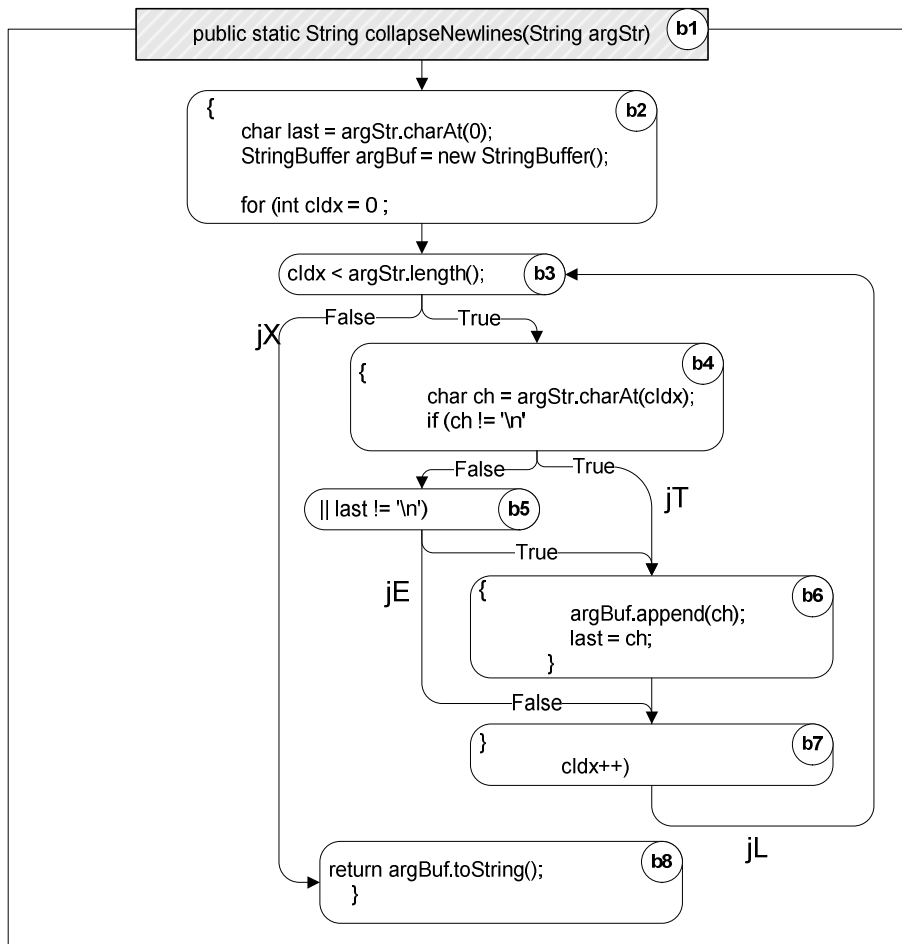 public static String collapseNewlines(String argStr)
b1
{
b2
char last = argStr.charAt(0);
StringBuffer argBuf = new StringBuffer();
for (int cIdx = 0 ;
cIdx < argStr.length();
b3
False
True
jX
b4
{
char ch = argStr.charAt(cIdx);
if (ch != '\n'
False
True
|| last != '\n')
b5
jT
True
jE
{
b6
argBuf.append(ch);
last = ch;
}
False
}
b7
cIdx++)
jL
b8
return argBuf.toString();
}